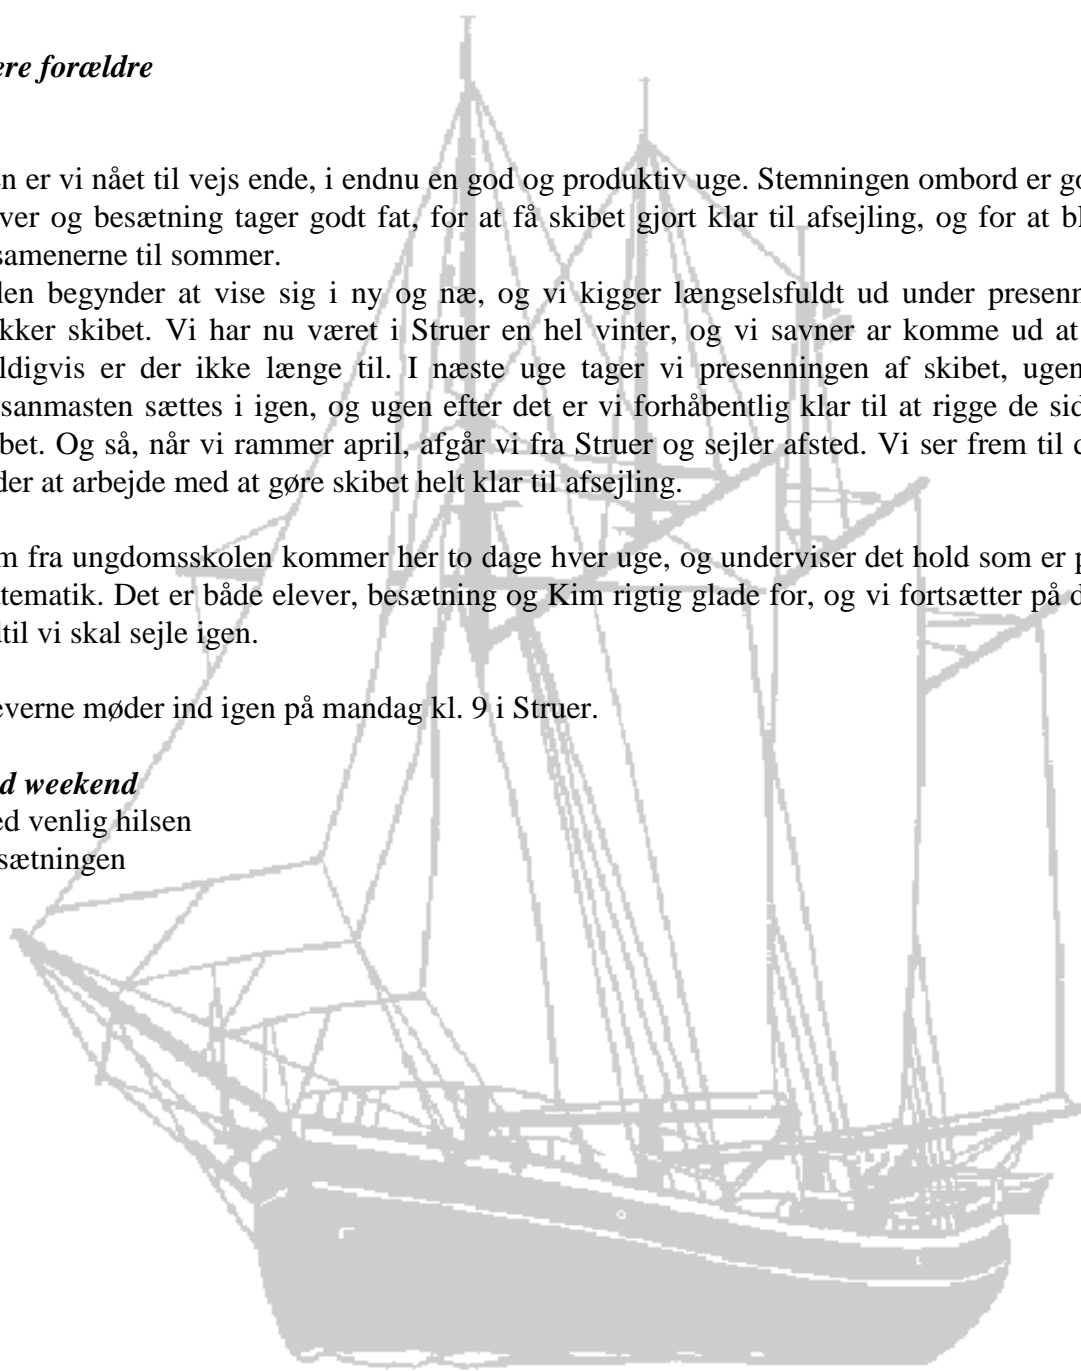 ere forældre
en er vi nået til vejs ende, i endnu en god og produktiv uge. Stemningen ombord er go
ver og besætning tager godt fat, for at få skibet gjort klar til afsejling, og for at bl
samenerne til sommer.
len begynder at vise sig i ny og næ, og vi kigger længselsfuldt ud under presenn
kker skibet. Vi har nu været i Struer en hel vinter, og vi savner ar komme ud at
ldigvis er der ikke længe til. I næste uge tager vi presenningen af skibet, ugen
sanmasten sættes i igen, og ugen efter det er vi forhåbentlig klar til at rigge de sid
bet. Og så, når vi rammer april, afgår vi fra Struer og sejler afsted. Vi ser frem til d
der at arbejde med at gøre skibet helt klar til afsejling.
m fra ungdomsskolen kommer her to dage hver uge, og underviser det hold som er p
tematik. Det er både elever, besætning og Kim rigtig glade for, og vi fortsætter på d
dtil vi skal sejle igen.
everne møder ind igen på mandag kl. 9 i Struer.
d weekend
ed venlig hilsen
sætningen